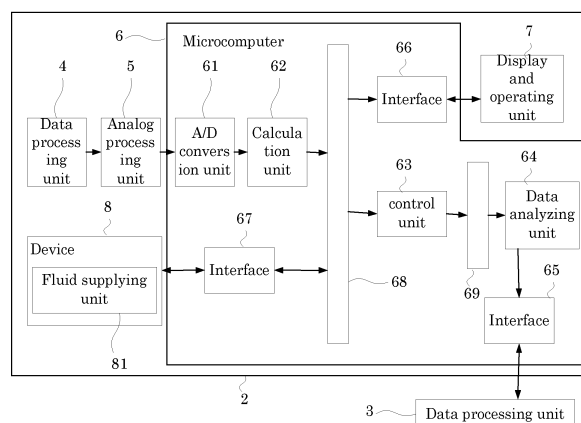 6
Microcomputer
7
4
5
61
62
66
Display
and
operating
unit
Interface
Data
process
ing
unit
Analog
process
ing
unit
A/D
convers
ion unit
Calcula
tion
unit
64
63
8
67
control
unit
Data
analyzing
unit
Device
Interface
65
Fluid supplying
unit
68
69
Interface
81
2
3
Data processing unit